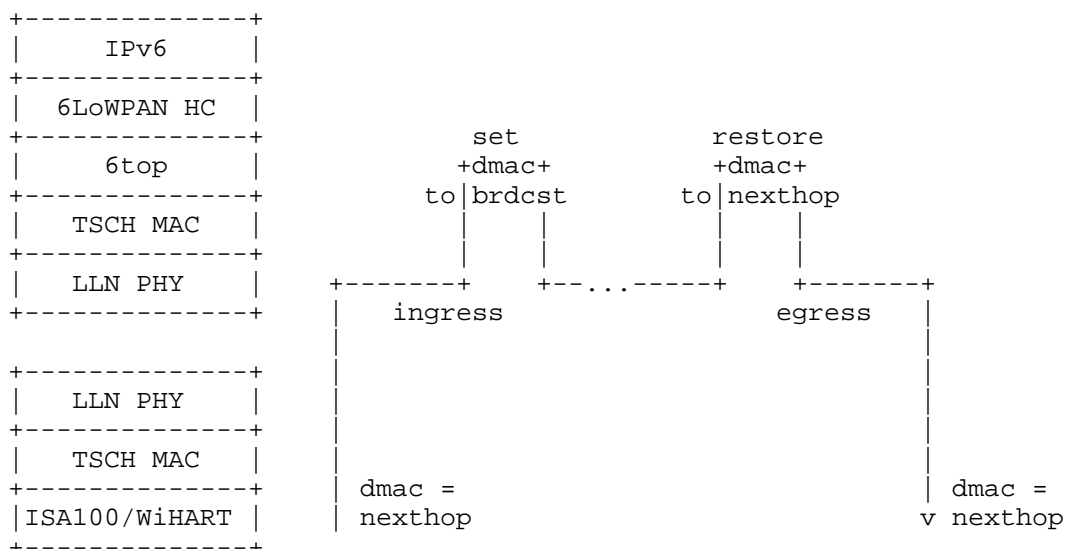 IPv6
6LoWPAN HC
set restore
6top +dmac+ +dmac+
to|brdcst to|nexthop
TSCH MAC
LLN PHY
...
ingress egress
LLN PHY
TSCH MAC
dmac = dmac =
ISA100/WiHART nexthop v nexthop